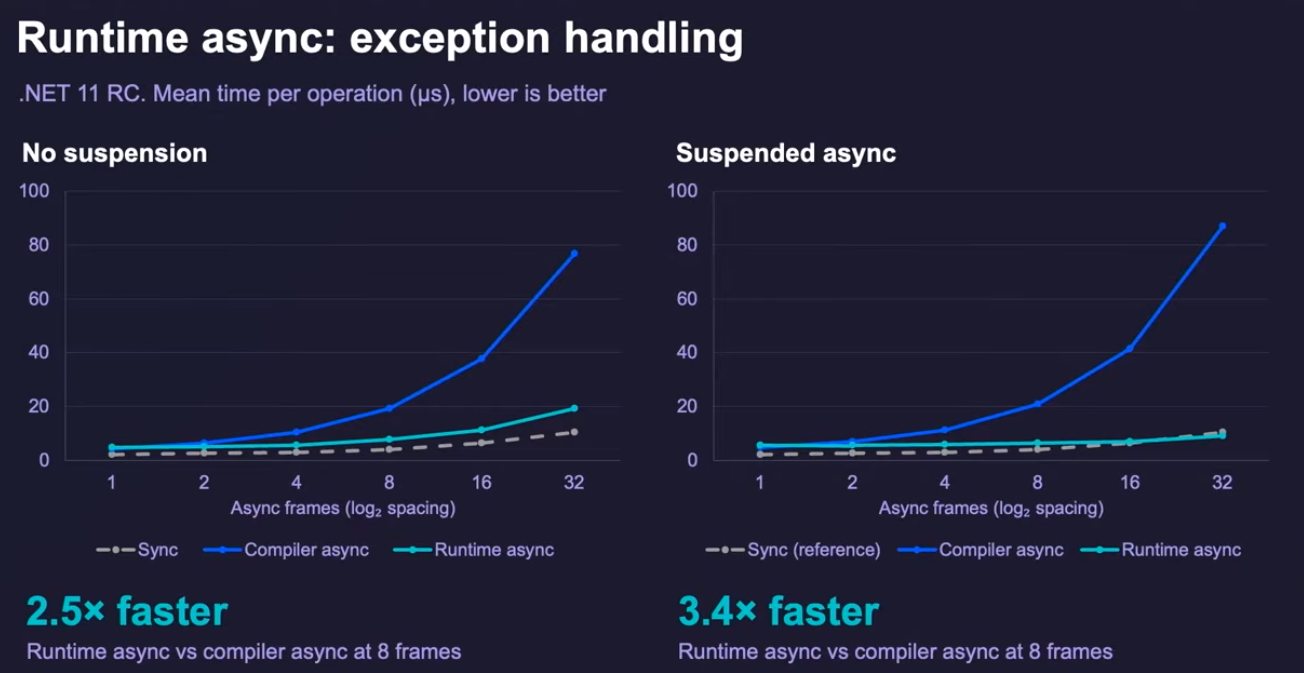 Runtime async: exception handling
.NET 11 RC. Mean time per operation (µs), lower is better
No suspension
100
80
60
40
20
0
1 2 4 8 16 32
Async frames (log₂ spacing)
Sync Compiler async Runtime async
2.5× faster
Runtime async vs compiler async at 8 frames
Suspended async
100
80
60
40
20
0
1 2 4 8 16 32
Async frames (log₂ spacing)
Sync (reference) Compiler async Runtime async
3.4× faster
Runtime async vs compiler async at 8 frames